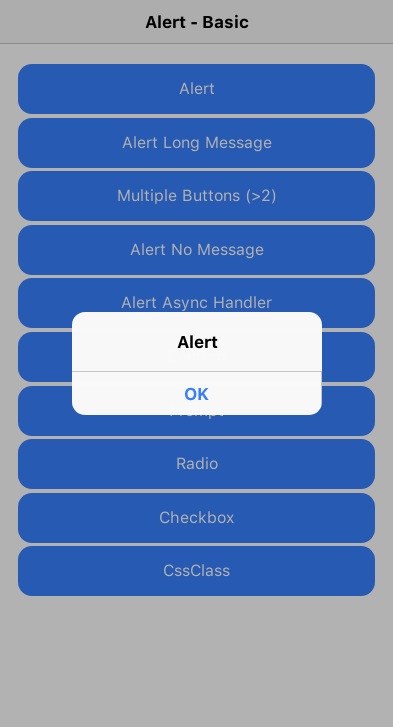 Alert - Basic
Alert
Alert Long Message
Multiple Buttons (>2)
Alert No Message
Alert Async Handler
Alert
OK
Radio
Checkbox
CssClass